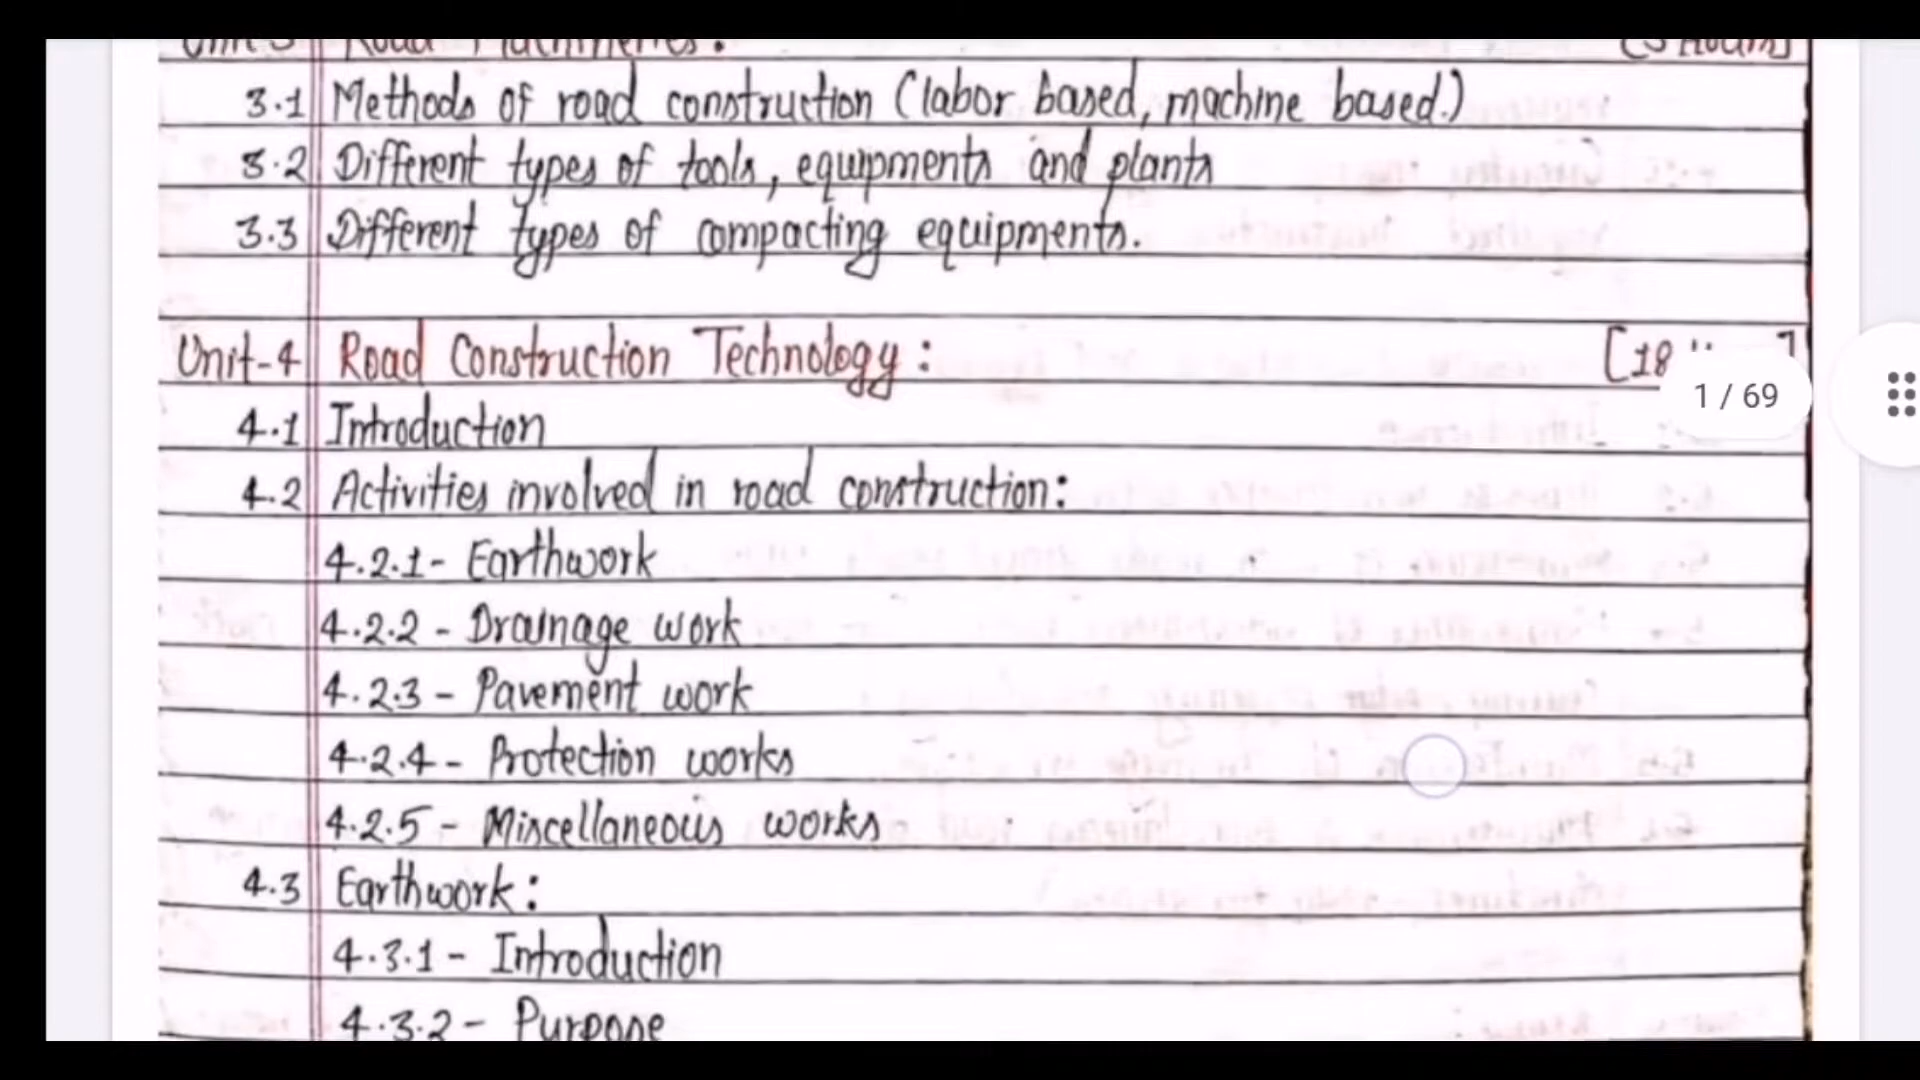 Road Machineries:
3.1 Methods of road construction (labor based, machine based.)
3.2 Different types of tools, equipments and plants
3.3 Different types of compacting equipments.
Unit-4 Road Construction Technology: [18
1 / 69
4.1 Introduction
4.2 Activities involved in road construction:
4.2.1- Earthwork
4.2.2 - Drainage work
4.2.3 - Pavement work
4.2.4 - Protection works
4.2.5 - Miscellaneous works
4.3 Earthwork:
4.3.1 - Introduction
4.3.2 - Purpose